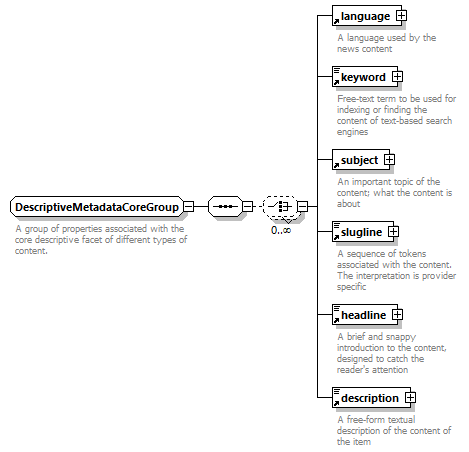 language
A language used by the
news content
keyword
Free-text term to be used for
indexing or finding the
content of text-based search
engines
subject
An important topic of the
content; what the content is
about
DescriptiveMetadataCoreGroup
A group of properties associated with the
core descriptive facet of different types of
content.
0..∞
slugline
A sequence of tokens
associated with the content.
The interpretation is provider
specific
headline
A brief and snappy
introduction to the content,
designed to catch the
reader's attention
description
A free-form textual
description of the content of
the item